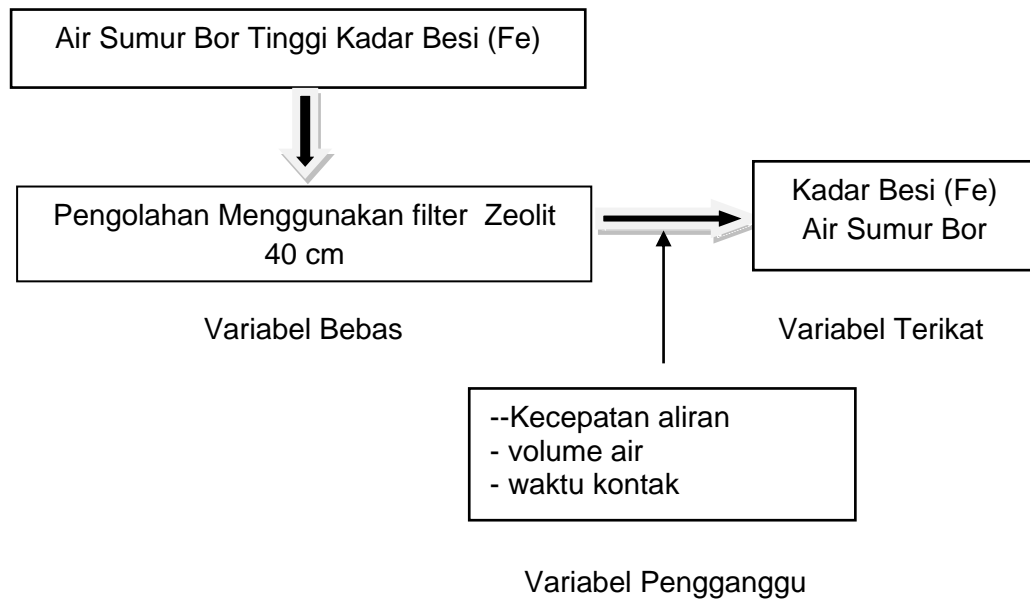 Air Sumur Bor Tinggi Kadar Besi (Fe)
Pengolahan Menggunakan filter Zeolit
40 cm
Kadar Besi (Fe)
Air Sumur Bor
Variabel Bebas
Variabel Terikat
--Kecepatan aliran
- volume air
- waktu kontak
Variabel Pengganggu